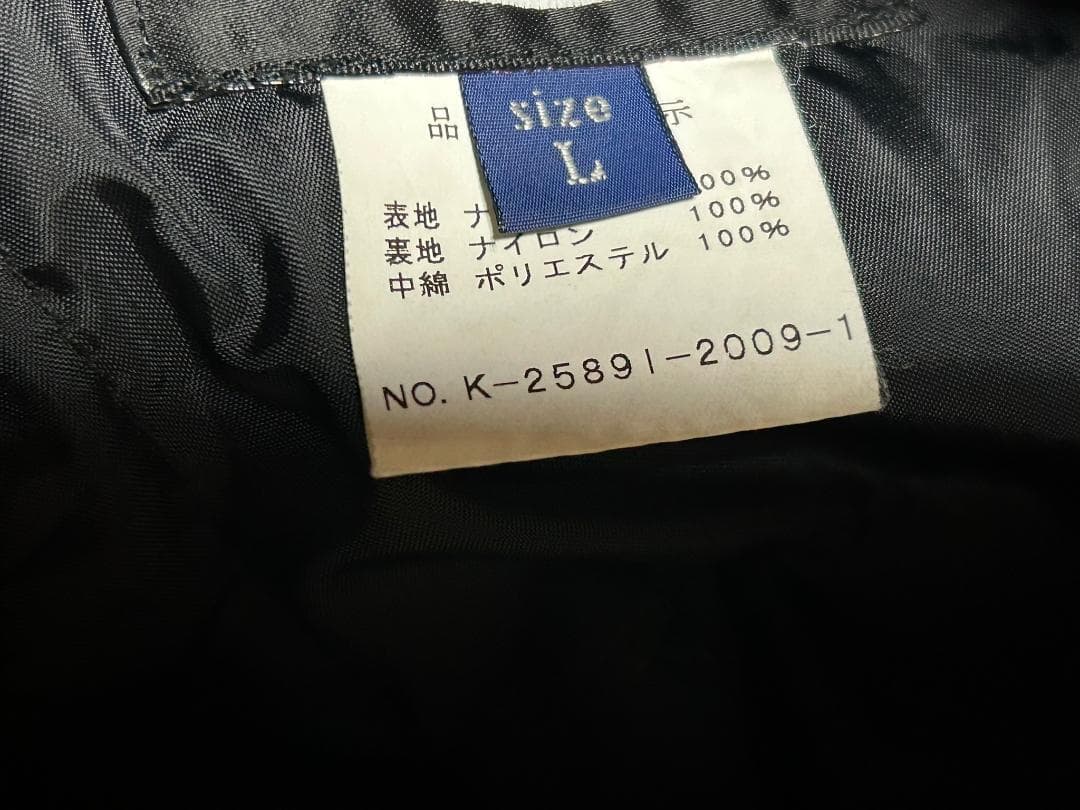 size
L
品 示
表地 ナ 00%
裏地 ナイロン 100%
中綿 ポリエステル 100%
NO. K-25891-2009-1